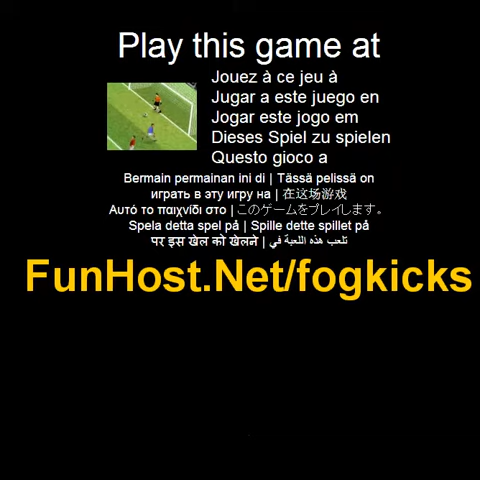 Play this game at
Jouez à ce jeu à
Jugar a este juego en
Jogar este jogo em
Dieses Spiel zu spielen
Questo gioco a
Bermain permainan ini di | Tässä pelissä on
играть в эту игру на | 在这场游戏
Αυτό το παιχνίδι στο | このゲームをプレイします。
Spela detta spel på | Spille dette spillet på
पर इस खेल को खेलने | تلعب هذه اللعبة في
FunHost.Net/fogkicks